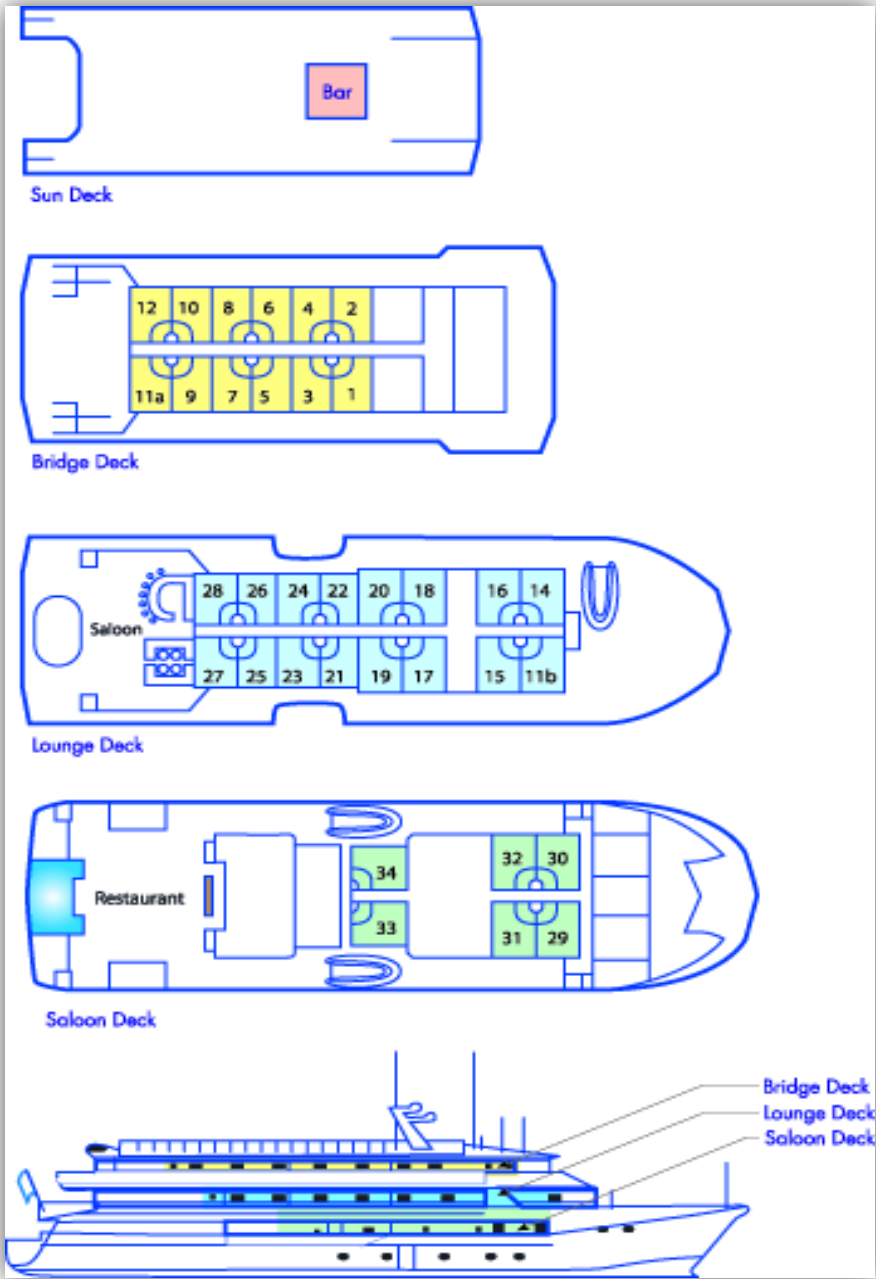 Bar
Sun Deck
12 10 8 6 4 2
11a 9 7 5 3 1
Bridge Deck
28 26 24 22 20 18 16 14
Saloon
27 25 23 21 19 17 15 11b
Lounge Deck
34 32 30
Restaurant
33 31 29
Saloon Deck
Bridge Deck
Lounge Deck
Saloon Deck